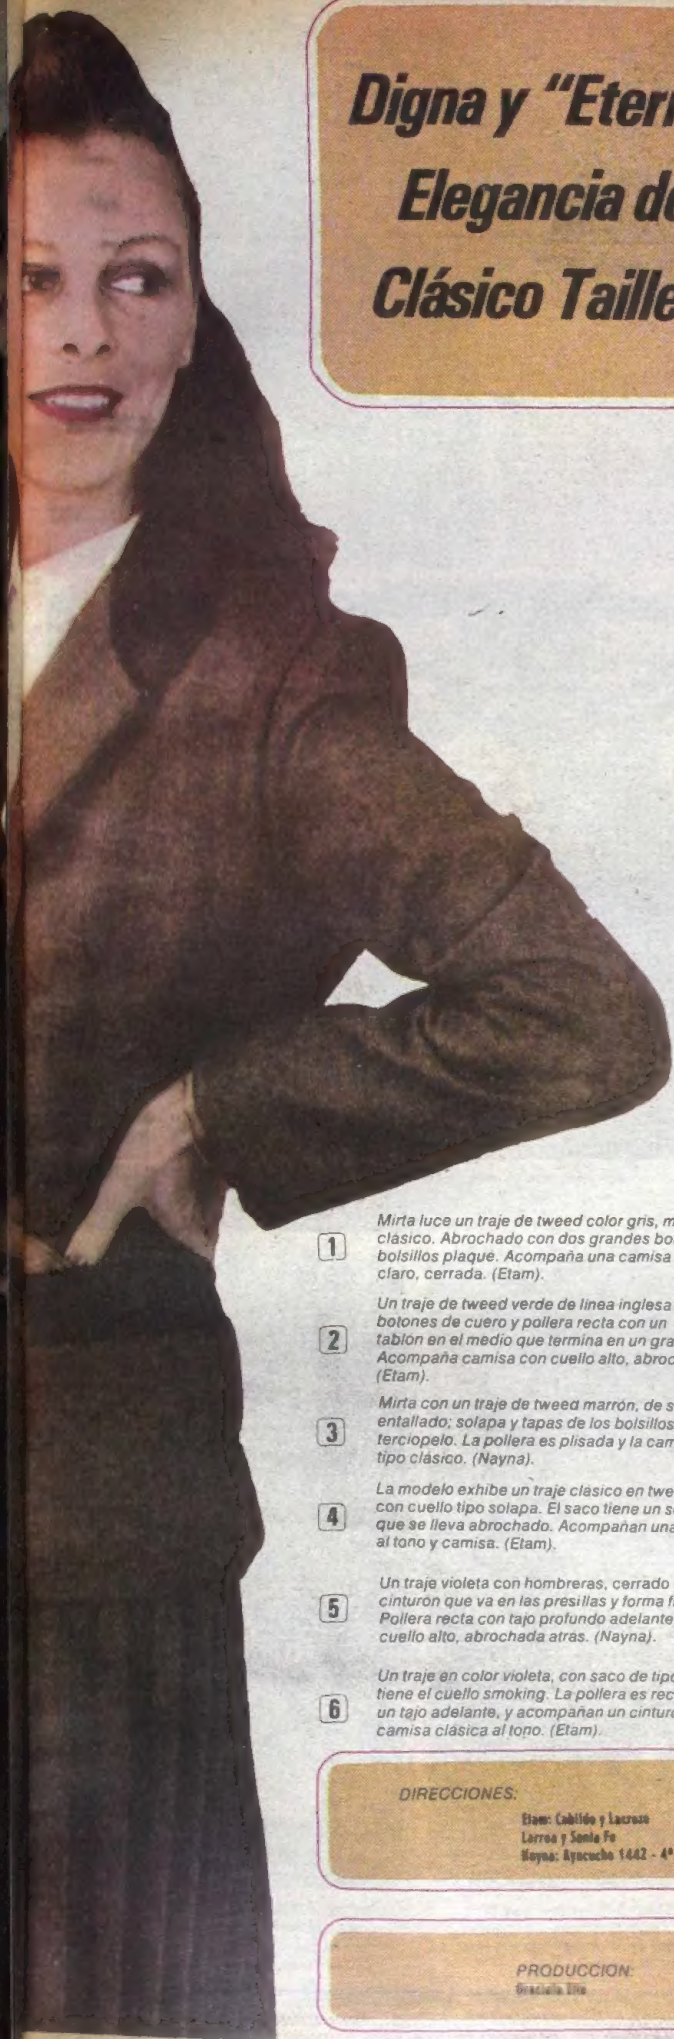 Digna y "Etern
Elegancia de
Clásico Taille
1
Mirta luce un traje de tweed color gris, m
clásico. Abrochado con dos grandes bo
bolsillos plaque. Acompaña una camisa
claro, cerrada. (Etam).
2
Un traje de tweed verde de linea inglesa
botones de cuero y pollera recta con un
tablón en el medio que termina en un gra
Acompaña camisa con cuello alto, abroc
(Etam).
3
Mirta con un traje de tweed marrón, de s
entallado; solapa y tapas de los bolsillos
terciopelo. La pollera es plisada y la cam
tipo clásico. (Nayna).
4
La modelo exhibe un traje clásico en twe
con cuello tipo solapa. El saco tiene un s
que se lleva abrochado. Acompañan una
al tono y camisa. (Etam).
5
Un traje violeta con hombreras, cerrado
cinturón que va en las presillas y forma f
Pollera recta con tajo profundo adelante
cuello alto, abrochada atrás. (Nayna).
6
Un traje en color violeta, con saco de tipo
tiene el cuello smoking. La pollera es rec
un tajo adelante, y acompañan un cintur
camisa clásica al tono. (Etam).
DIRECCIONES:
Etam: Cabildo y Lacroze
Larrea y Santa Fe
Nayna: Ayacucho 1442 - 4º
PRODUCCION:
Graciela